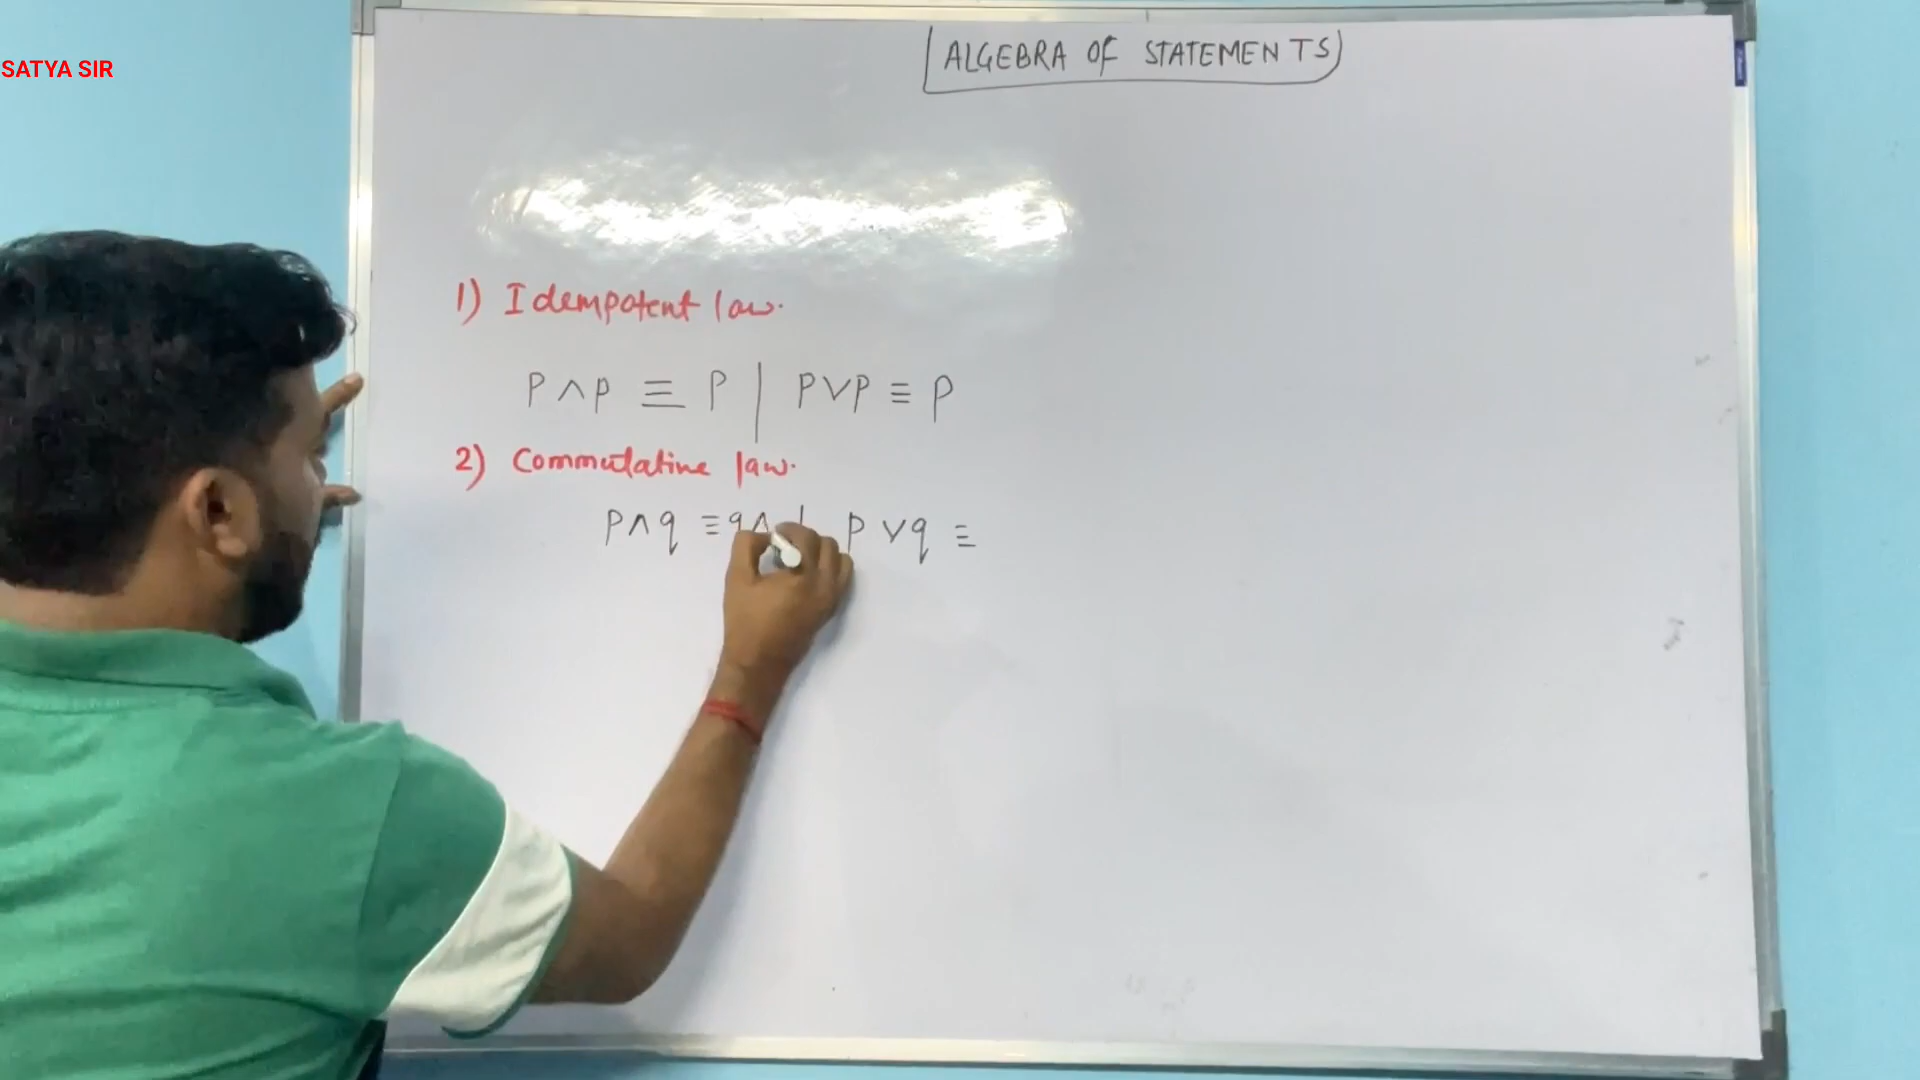 SATYA SIR
ALGEBRA OF STATEMENTS
1) Idempotent law.
P ∧ p ≡ P | P ∨ p ≡ P
2) Commutative law.
p ∧ q ≡ q ∧ | p ∨ q ≡